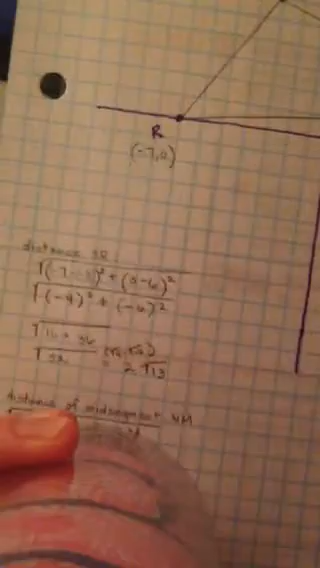 R
(-7,0)
distance SR:
√(-7--3)² + (0-6)²
√(-4)² + (-6)²
√16 + 36
√52 = 2√13
distance of midsegment NM